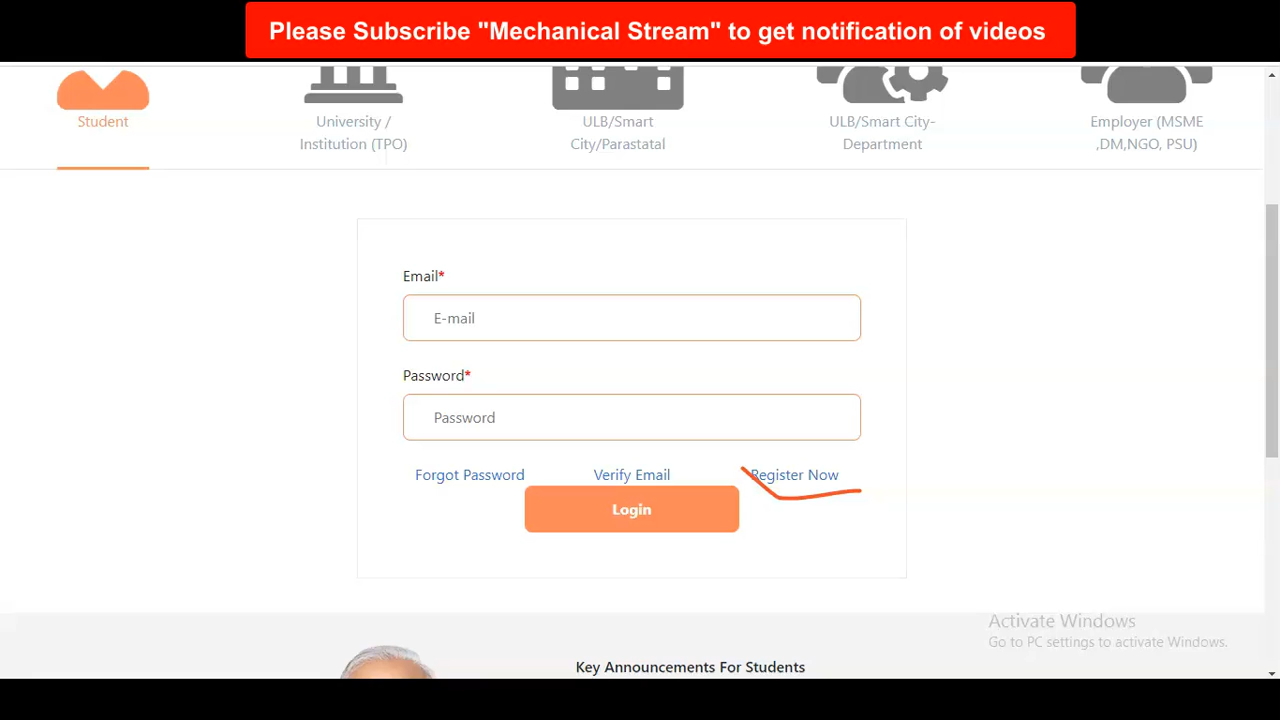 Please Subscribe "Mechanical Stream" to get notification of videos
Student
University /
Institution (TPO)
ULB/Smart
City/Parastatal
ULB/Smart City-
Department
Employer (MSME
,DM,NGO, PSU)
Email*
E-mail
Password*
Password
Forgot Password
Verify Email
Register Now
Login
Activate Windows
Go to PC settings to activate Windows.
Key Announcements For Students